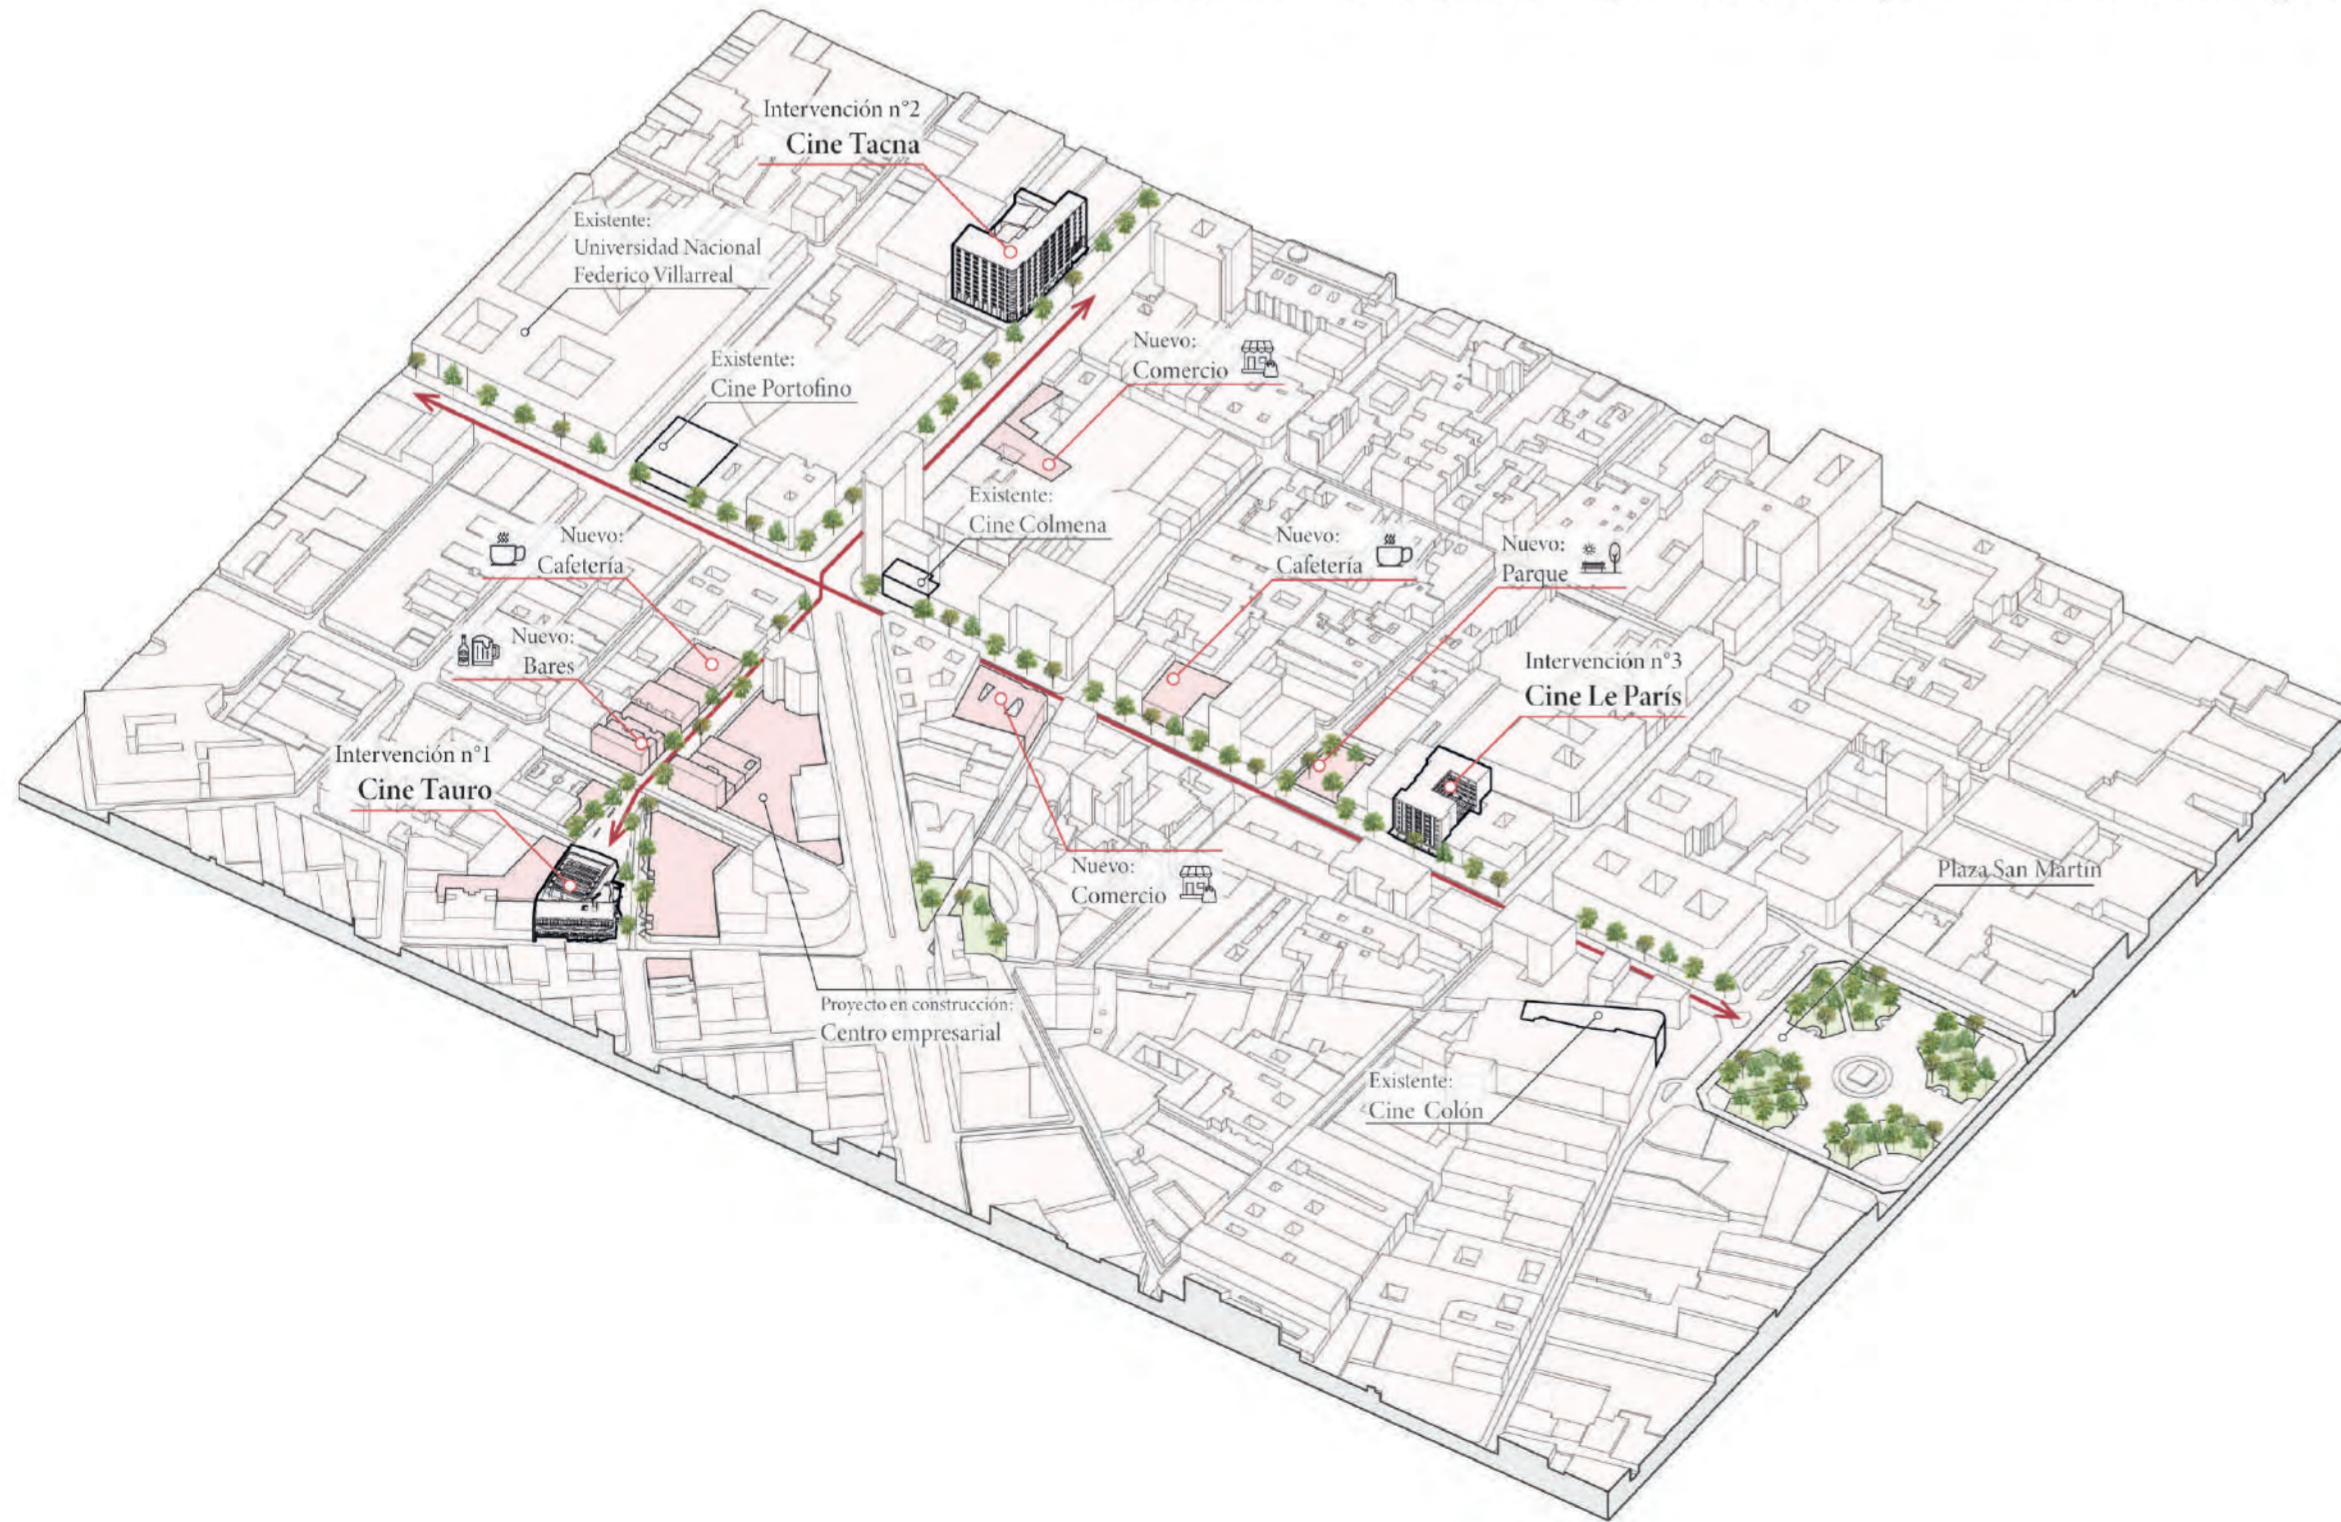 Intervención n°2
Cine Tacna
Existente:
Universidad Nacional
Federico Villarreal
Existente:
Cine Portofino
Nuevo:
Comercio
Existente:
Cine Colmena
Nuevo:
Cafetería
Nuevo:
Cafetería
Nuevo:
Parque
Nuevo:
Bares
Intervención n°3
Cine Le París
Intervención n°1
Cine Tauro
Nuevo:
Comercio
Plaza San Martín
Proyecto en construcción:
Centro empresarial
Existente:
Cine Colón